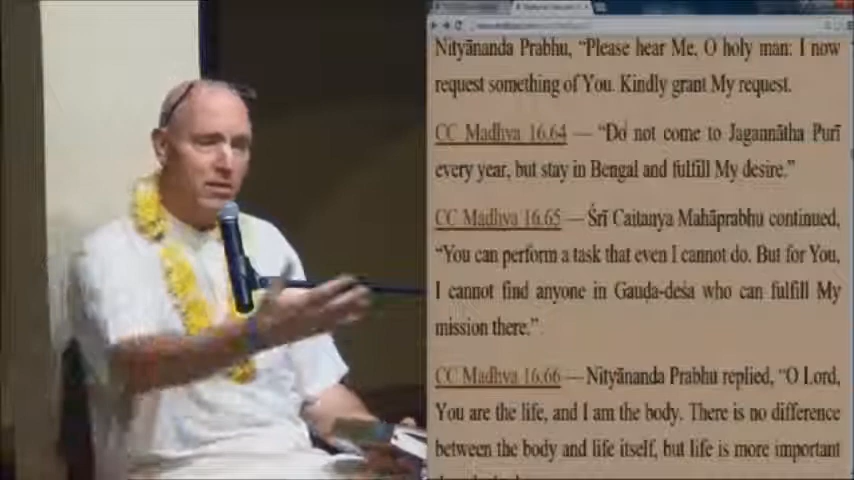 Nityānanda Prabhu, “Please hear Me, O holy man: I now
request something of You. Kindly grant My request.
CC Madhya 16.64 — “Do not come to Jagannātha Purī
every year, but stay in Bengal and fulfill My desire.”
CC Madhya 16.65 — Śrī Caitanya Mahāprabhu continued,
“You can perform a task that even I cannot do. But for You,
I cannot find anyone in Gauḍa-deśa who can fulfill My
mission there.”
CC Madhya 16.66 — Nityānanda Prabhu replied, “O Lord,
You are the life, and I am the body. There is no difference
between the body and life itself, but life is more important